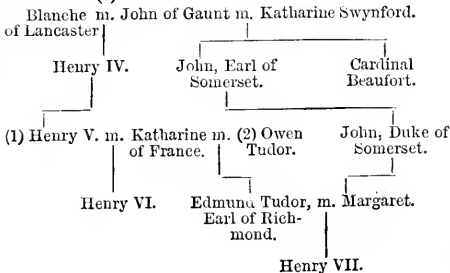 Blanche m. John of Gaunt m. Katharine Swynford.
of Lancaster
Henry IV. John, Earl of Cardinal
Somerset. Beaufort.
(1) Henry V. m. Katharine m. (2) Owen John, Duke of
of France. Tudor. Somerset.
Henry VI. Edmund Tudor, m. Margaret.
Earl of Rich-
mond.
Henry VII.